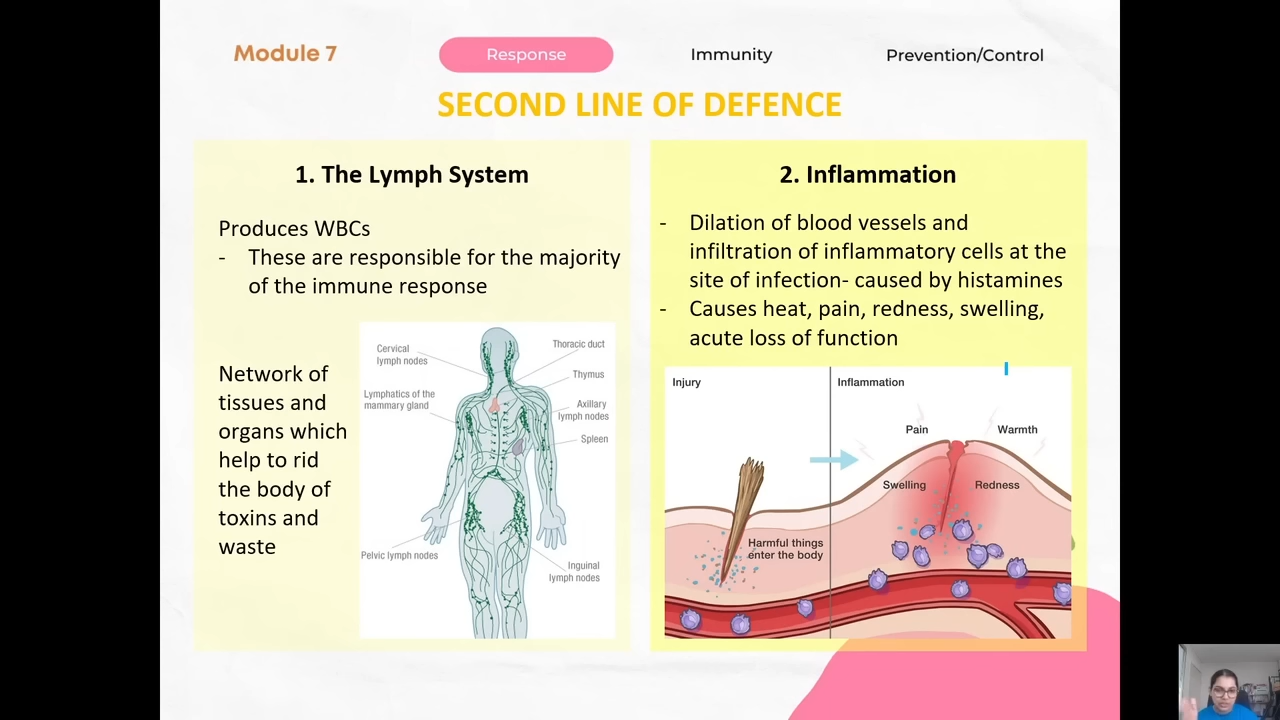 Module 7
Response
Immunity
Prevention/Control
SECOND LINE OF DEFENCE
1. The Lymph System
Produces WBCs
- These are responsible for the majority
of the immune response
Network of
tissues and
organs which
help to rid
the body of
toxins and
waste
Cervical
lymph nodes
Lymphatics of the
mammary gland
Pelvic lymph nodes
Thoracic duct
Thymus
Axillary
lymph nodes
Spleen
Inguinal
lymph nodes
2. Inflammation
- Dilation of blood vessels and
infiltration of inflammatory cells at the
site of infection- caused by histamines
- Causes heat, pain, redness, swelling,
acute loss of function
Injury
Harmful things
enter the body
Inflammation
Pain
Warmth
Swelling
Redness